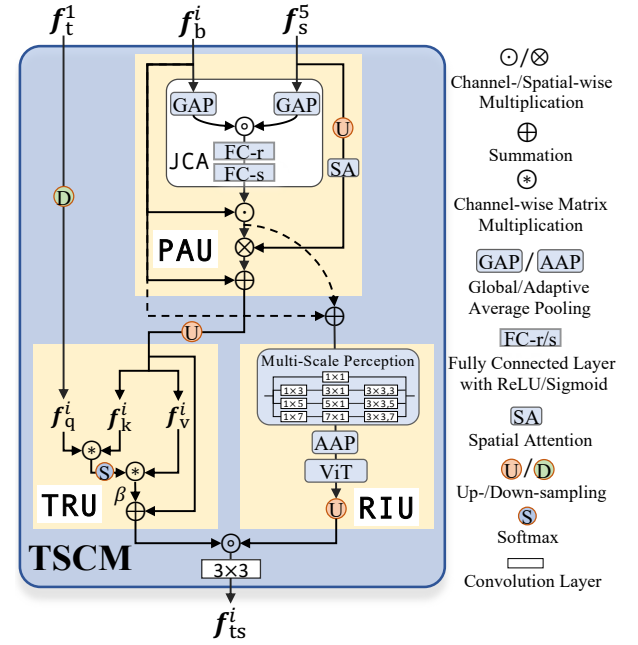 f_t^1 f_b^i f_s^5
GAP GAP
JCA
FC-r
FC-s
U
SA
D
PAU
U
Multi-Scale Perception
1×1
1×3 3×1 3×3,3
1×5 5×1 3×3,5
1×7 7×1 3×3,7
AAP
ViT
U
RIU
f_q^i f_k^i f_v^i
S
β
TRU
TSCM
3×3
f_ts^i
⊙/⊗
Channel-/Spatial-wise
Multiplication
⊕
Summation
⊛
Channel-wise Matrix
Multiplication
GAP/AAP
Global/Adaptive
Average Pooling
FC-r/s
Fully Connected Layer
with ReLU/Sigmoid
SA
Spatial Attention
U/D
Up-/Down-sampling
S
Softmax
Convolution Layer